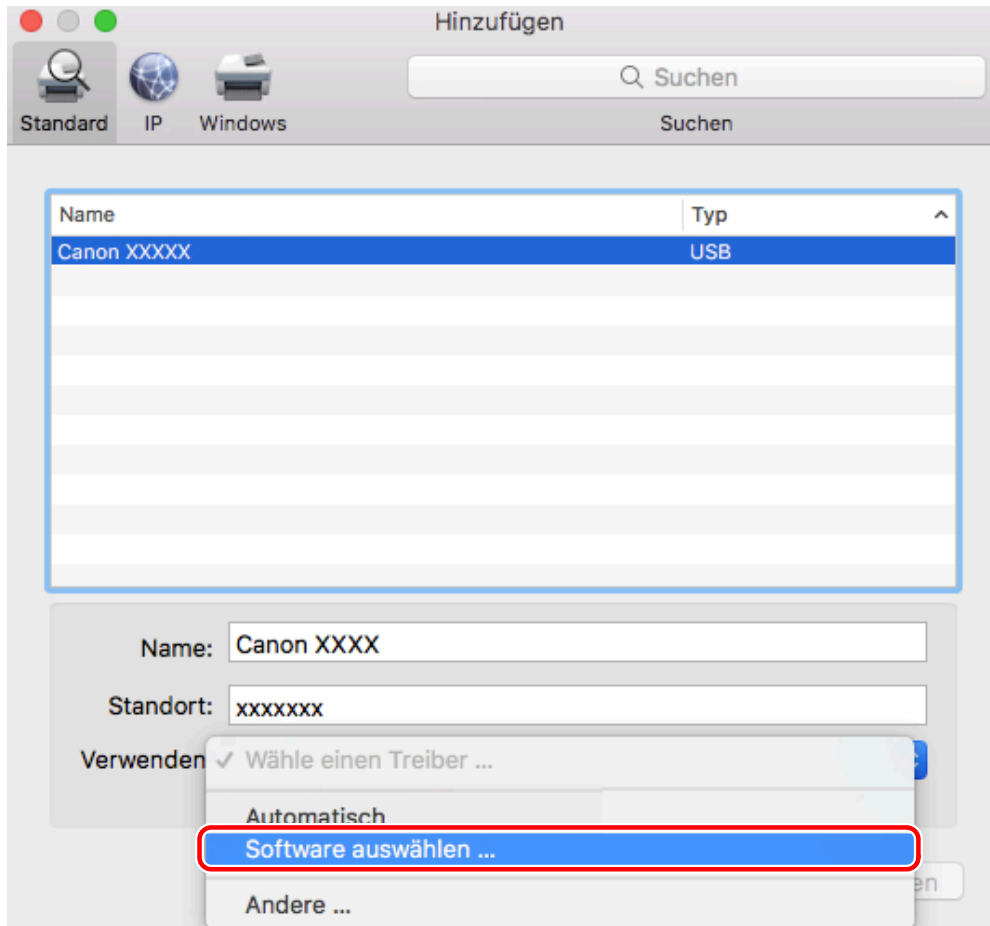 Hinzufügen
Suchen
Standard IP Windows Suchen
Name Typ
Canon XXXXX USB
Name: Canon XXXX
Standort: xxxxxxx
Verwenden ✓ Wähle einen Treiber ...
Automatisch
Software auswählen ...
en
Andere ...